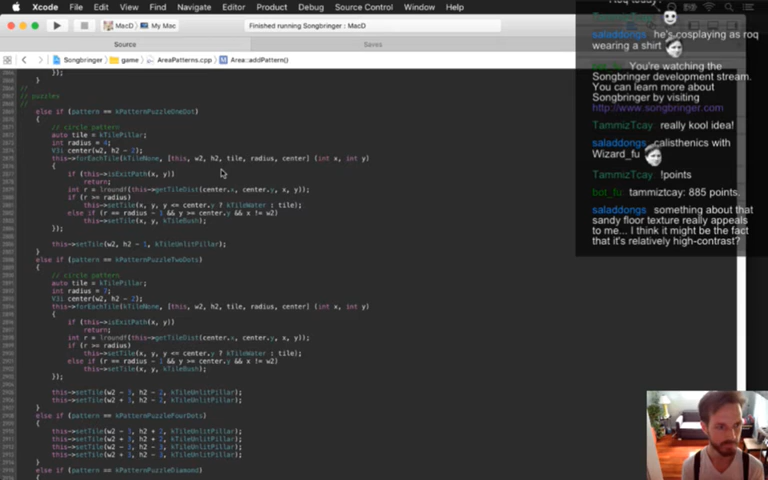 Xcode File Edit View Find Navigate Editor Product Debug Source Control Window Help
MacD My Mac Finished running Songbringer : MacD
Source Saves
Songbringer game AreaPatterns.cpp Area::addPattern()
});
}
//
// puzzles
//
else if (pattern == kPatternPuzzleOneDot)
{
// circle pattern
auto tile = kTilePillar;
int radius = 4;
V3i center(w2, h2 - 2);
this->forEachTile(kTileNone, [this, w2, h2, tile, radius, center] (int x, int y)
{
if (this->isExitPath(x, y))
return;
int r = lroundf(this->getTileDist(center.x, center.y, x, y));
if (r >= radius)
this->setTile(x, y, y <= center.y ? kTileWater : tile);
else if (r == radius - 1 && y >= center.y && x != w2)
this->setTile(x, y, kTileBush);
});
this->setTile(w2, h2 - 1, kTileUnlitPillar);
}
else if (pattern == kPatternPuzzleTwoDots)
{
// circle pattern
auto tile = kTilePillar;
int radius = 7;
V3i center(w2, h2 - 2);
this->forEachTile(kTileNone, [this, w2, h2, tile, radius, center] (int x, int y)
{
if (this->isExitPath(x, y))
return;
int r = lroundf(this->getTileDist(center.x, center.y, x, y));
if (r >= radius)
this->setTile(x, y, y <= center.y ? kTileWater : tile);
else if (r == radius - 1 && y >= center.y && x != w2)
this->setTile(x, y, kTileBush);
});
this->setTile(w2 - 3, h2 - 2, kTileUnlitPillar);
this->setTile(w2 + 3, h2 - 2, kTileUnlitPillar);
}
else if (pattern == kPatternPuzzleFourDots)
{
this->setTile(w2 - 3, h2 + 2, kTileUnlitPillar);
this->setTile(w2 + 3, h2 + 2, kTileUnlitPillar);
this->setTile(w2 - 3, h2 - 2, kTileUnlitPillar);
this->setTile(w2 + 3, h2 - 3, kTileUnlitPillar);
}
else if (pattern == kPatternPuzzleDiamond)
saladdongs he's cosplaying as roq
wearing a shirt
You're watching the
Songbringer development stream.
You can learn more about
Songbringer by visiting
http://www.songbringer.com
TammizTcay really kool idea!
saladdongs calisthenics with
Wizard_fu
TammizTcay !points
bot_fu tammiztcay: 885 points.
saladdongs something about that
sandy floor texture really appeals
to me... I think it might be the fact
that it's relatively high-contrast?